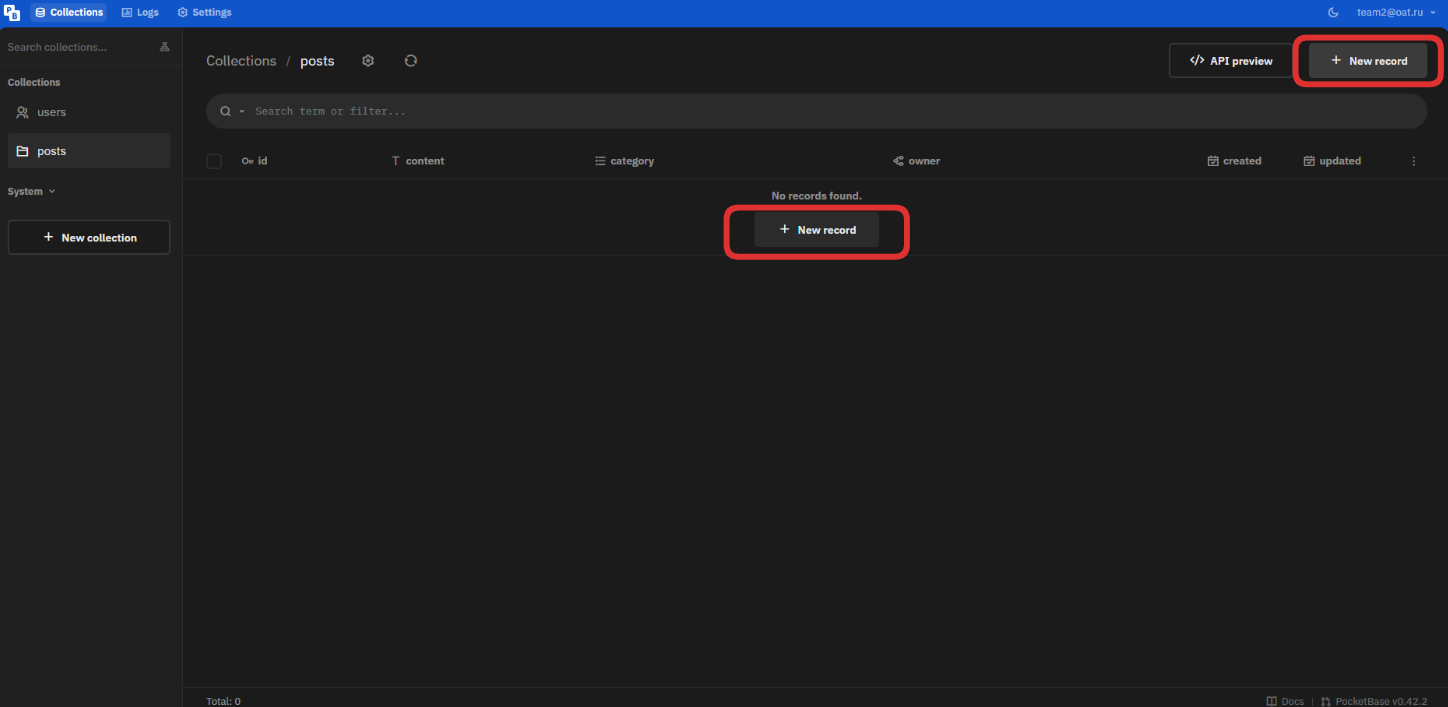 PB Collections Logs Settings team2@oat.ru
Search collections...
Collections / posts API preview New record
Collections
users
Search term or filter...
posts
id content category owner created updated
System
No records found.
New record
New collection
Total: 0 Docs | PocketBase v0.42.2